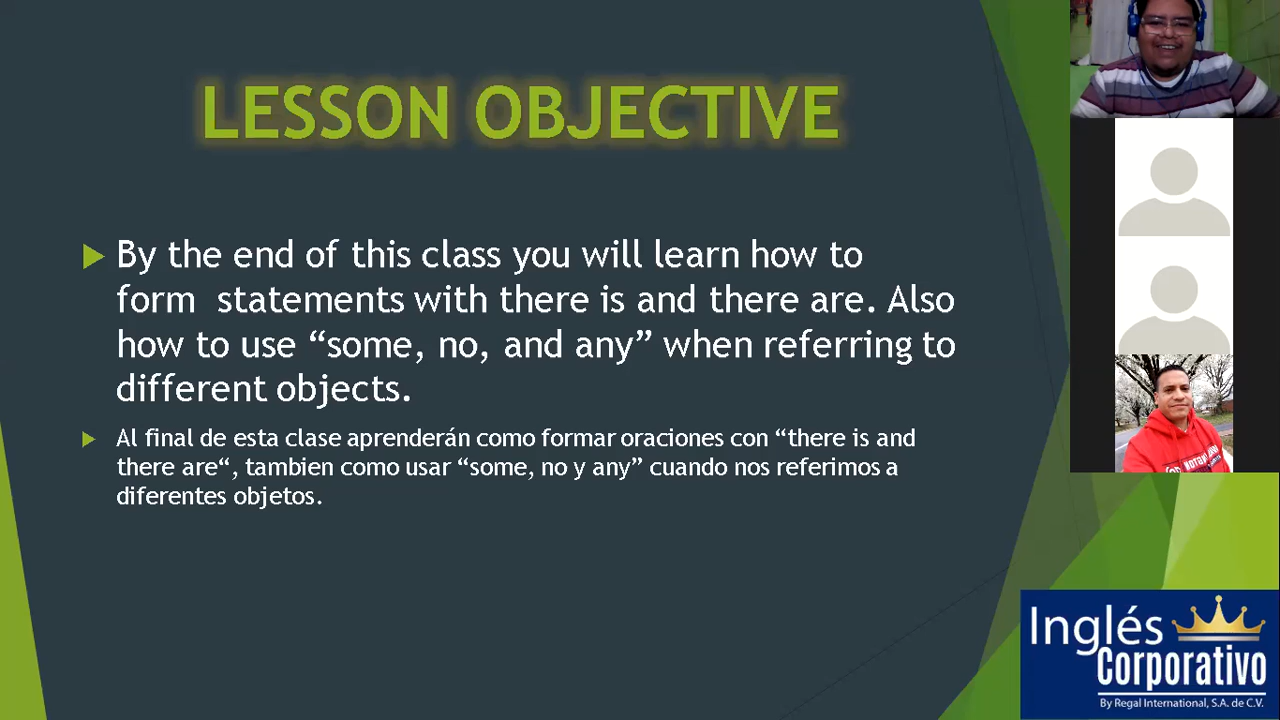 LESSON OBJECTIVE
By the end of this class you will learn how to
form statements with there is and there are. Also
how to use “some, no, and any” when referring to
different objects.
Al final de esta clase aprenderán como formar oraciones con “there is and
there are“, tambien como usar “some, no y any” cuando nos referimos a
diferentes objetos.
Inglés
Corporativo
By Regal International, S.A. de C.V.